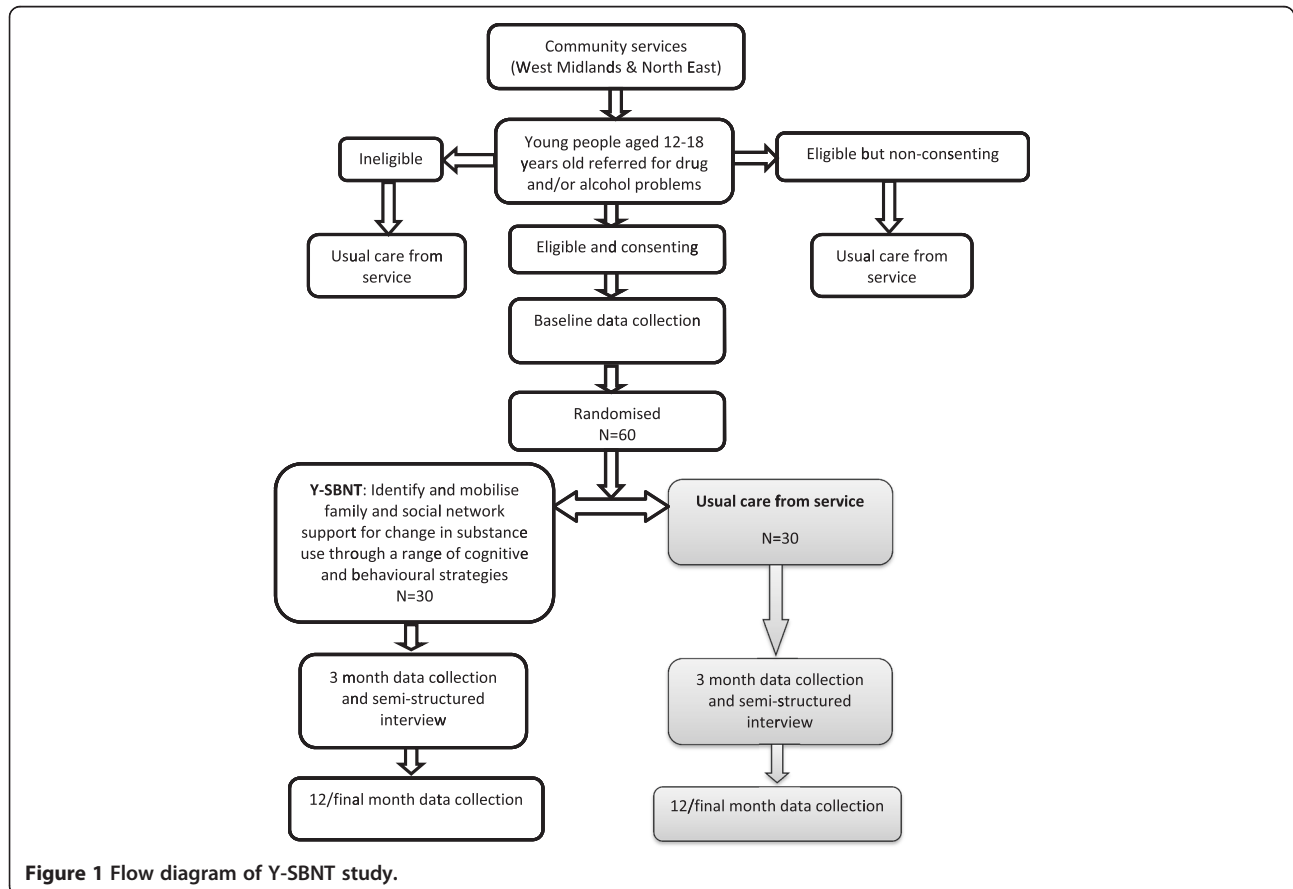 Community services
(West Midlands & North East)
Young people aged 12-18
years old referred for drug
and/or alcohol problems
Ineligible
Eligible but non-consenting
Usual care from
service
Eligible and consenting
Usual care from
service
Baseline data collection
Randomised
N=60
Y-SBNT: Identify and mobilise
family and social network
support for change in substance
use through a range of cognitive
and behavioural strategies
N=30
Usual care from service
N=30
3 month data collection
and semi-structured
interview
3 month data collection
and semi-structured
interview
12/final month data collection
12/final month data collection
Figure 1 Flow diagram of Y-SBNT study.